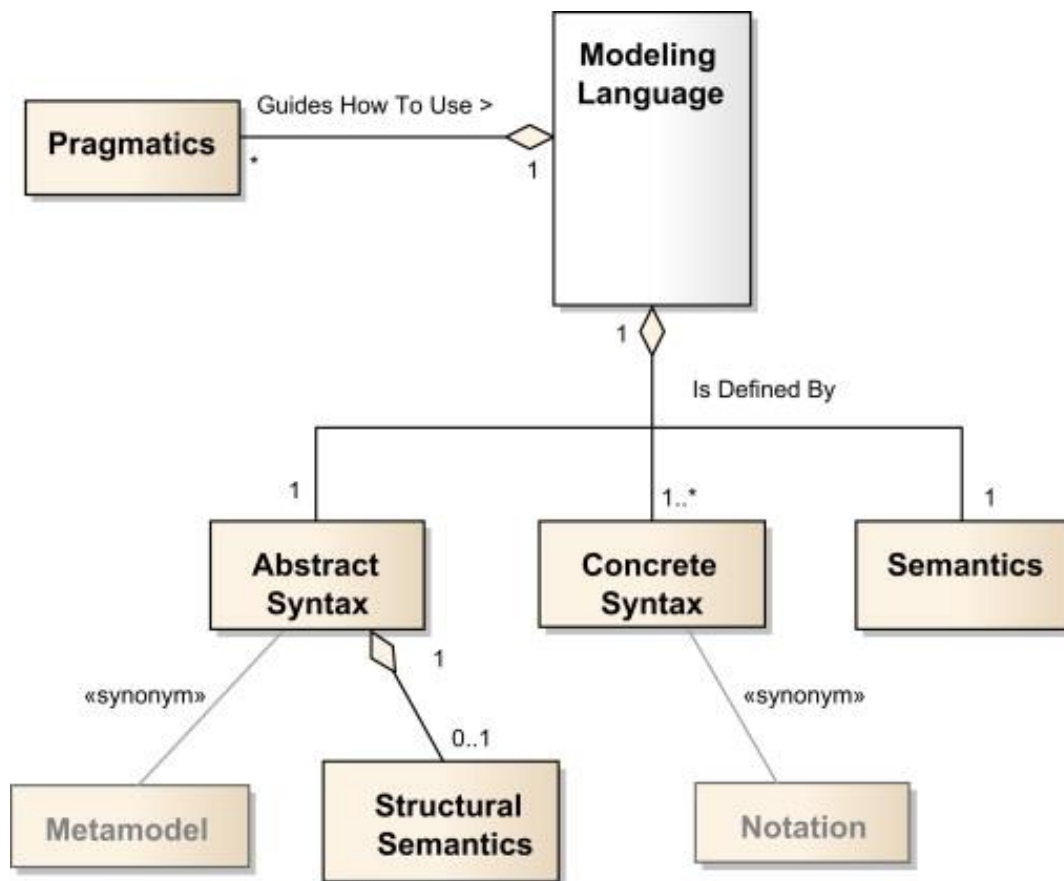 Modeling
Language
Guides How To Use >
Pragmatics
*
1
1
Is Defined By
1
1..*
1
Abstract
Syntax
Concrete
Syntax
Semantics
«synonym»
1
«synonym»
0..1
Metamodel
Structural
Semantics
Notation